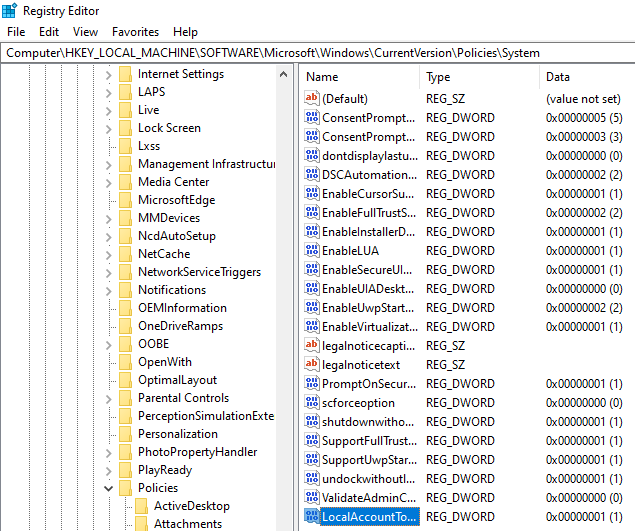 Registry Editor
File Edit View Favorites Help
Computer\HKEY_LOCAL_MACHINE\SOFTWARE\Microsoft\Windows\CurrentVersion\Policies\System
Internet Settings
LAPS
Live
Lock Screen
Lxss
Management Infrastructu
Media Center
MicrosoftEdge
MMDevices
NcdAutoSetup
NetCache
NetworkServiceTriggers
Notifications
OEMInformation
OneDriveRamps
OOBE
OpenWith
OptimalLayout
Parental Controls
PerceptionSimulationExte
Personalization
PhotoPropertyHandler
PlayReady
Policies
ActiveDesktop
Attachments
Name Type Data
ab (Default) REG_SZ (value not set)
ConsentPrompt... REG_DWORD 0x00000005 (5)
ConsentPrompt... REG_DWORD 0x00000003 (3)
dontdisplaylastu... REG_DWORD 0x00000000 (0)
DSCAutomation... REG_DWORD 0x00000002 (2)
EnableCursorSu... REG_DWORD 0x00000001 (1)
EnableFullTrustS... REG_DWORD 0x00000002 (2)
EnableInstallerD... REG_DWORD 0x00000001 (1)
EnableLUA REG_DWORD 0x00000001 (1)
EnableSecureUI... REG_DWORD 0x00000001 (1)
EnableUIADeskt... REG_DWORD 0x00000000 (0)
EnableUwpStart... REG_DWORD 0x00000002 (2)
EnableVirtualizat... REG_DWORD 0x00000001 (1)
ab legalnoticecapti... REG_SZ
ab legalnoticetext REG_SZ
PromptOnSecur... REG_DWORD 0x00000001 (1)
scforceoption REG_DWORD 0x00000000 (0)
shutdownwitho... REG_DWORD 0x00000001 (1)
SupportFullTrust... REG_DWORD 0x00000001 (1)
SupportUwpStar... REG_DWORD 0x00000001 (1)
undockwithoutl... REG_DWORD 0x00000001 (1)
ValidateAdminC... REG_DWORD 0x00000000 (0)
LocalAccountTo... REG_DWORD 0x00000001 (1)